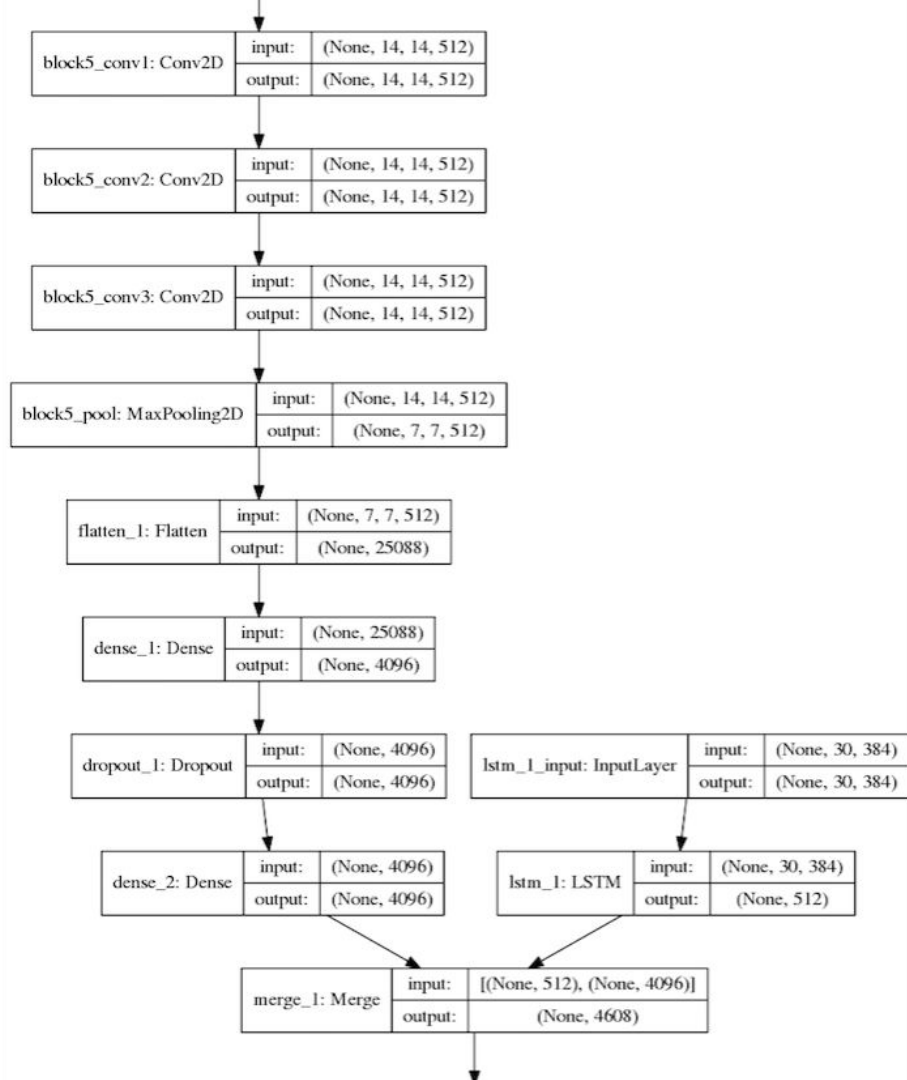 block5_conv1: Conv2D
input: (None, 14, 14, 512)
output: (None, 14, 14, 512)
block5_conv2: Conv2D
input: (None, 14, 14, 512)
output: (None, 14, 14, 512)
block5_conv3: Conv2D
input: (None, 14, 14, 512)
output: (None, 14, 14, 512)
block5_pool: MaxPooling2D
input: (None, 14, 14, 512)
output: (None, 7, 7, 512)
flatten_1: Flatten
input: (None, 7, 7, 512)
output: (None, 25088)
dense_1: Dense
input: (None, 25088)
output: (None, 4096)
dropout_1: Dropout
input: (None, 4096)
output: (None, 4096)
lstm_1_input: InputLayer
input: (None, 30, 384)
output: (None, 30, 384)
dense_2: Dense
input: (None, 4096)
output: (None, 4096)
lstm_1: LSTM
input: (None, 30, 384)
output: (None, 512)
merge_1: Merge
input: [(None, 512), (None, 4096)]
output: (None, 4608)